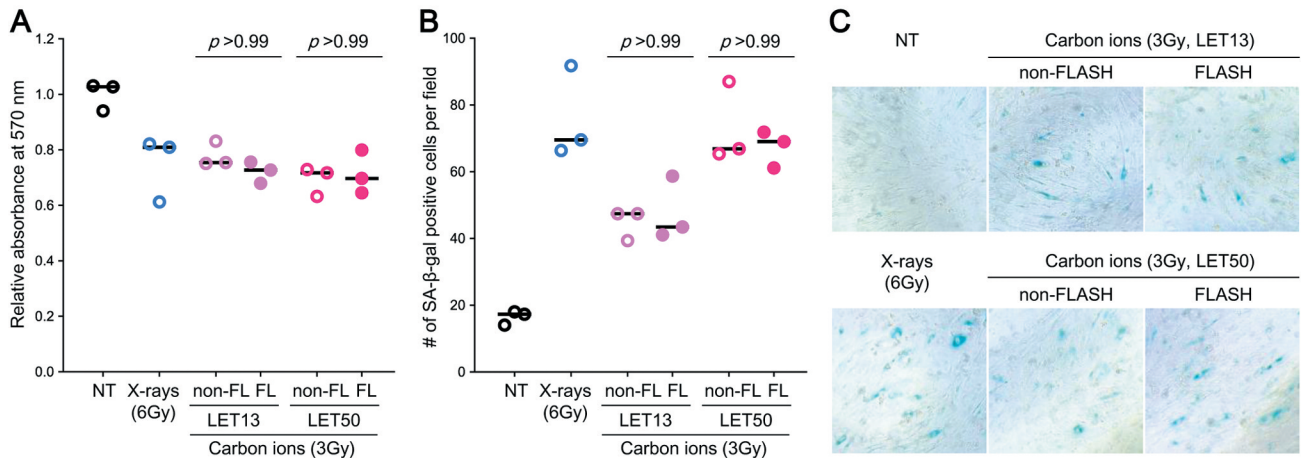 A
Relative absorbance at 570 nm
1.2
1.0
0.8
0.6
0.4
0.2
0.0
p >0.99
p >0.99
NT
X-rays
(6Gy)
non-FL FL
non-FL FL
LET13
LET50
Carbon ions (3Gy)
B
# of SA-β-gal positive cells per field
100
80
60
40
20
0
p >0.99
p >0.99
NT
X-rays
(6Gy)
non-FL FL
non-FL FL
LET13
LET50
Carbon ions (3Gy)
C
NT
Carbon ions (3Gy, LET13)
non-FLASH
FLASH
X-rays
(6Gy)
Carbon ions (3Gy, LET50)
non-FLASH
FLASH